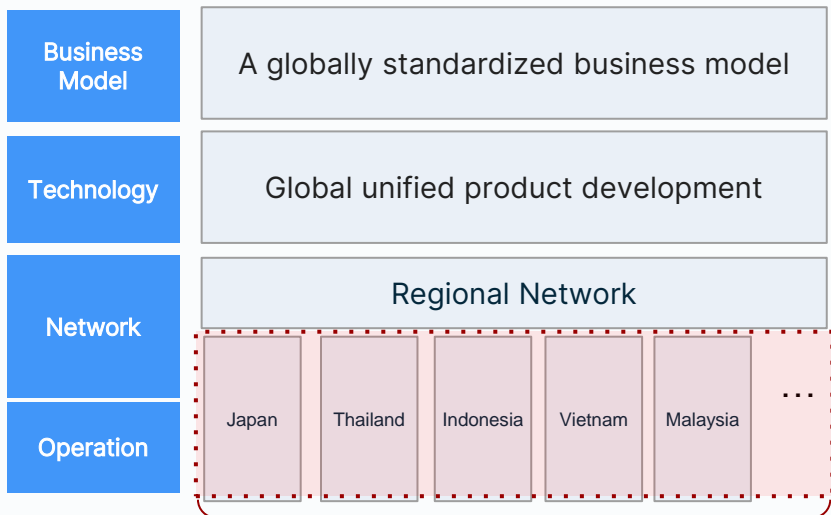 Business
Model
A globally standardized business model
Technology
Global unified product development
Network
Regional Network
Operation
Japan
Thailand
Indonesia
Vietnam
Malaysia
...